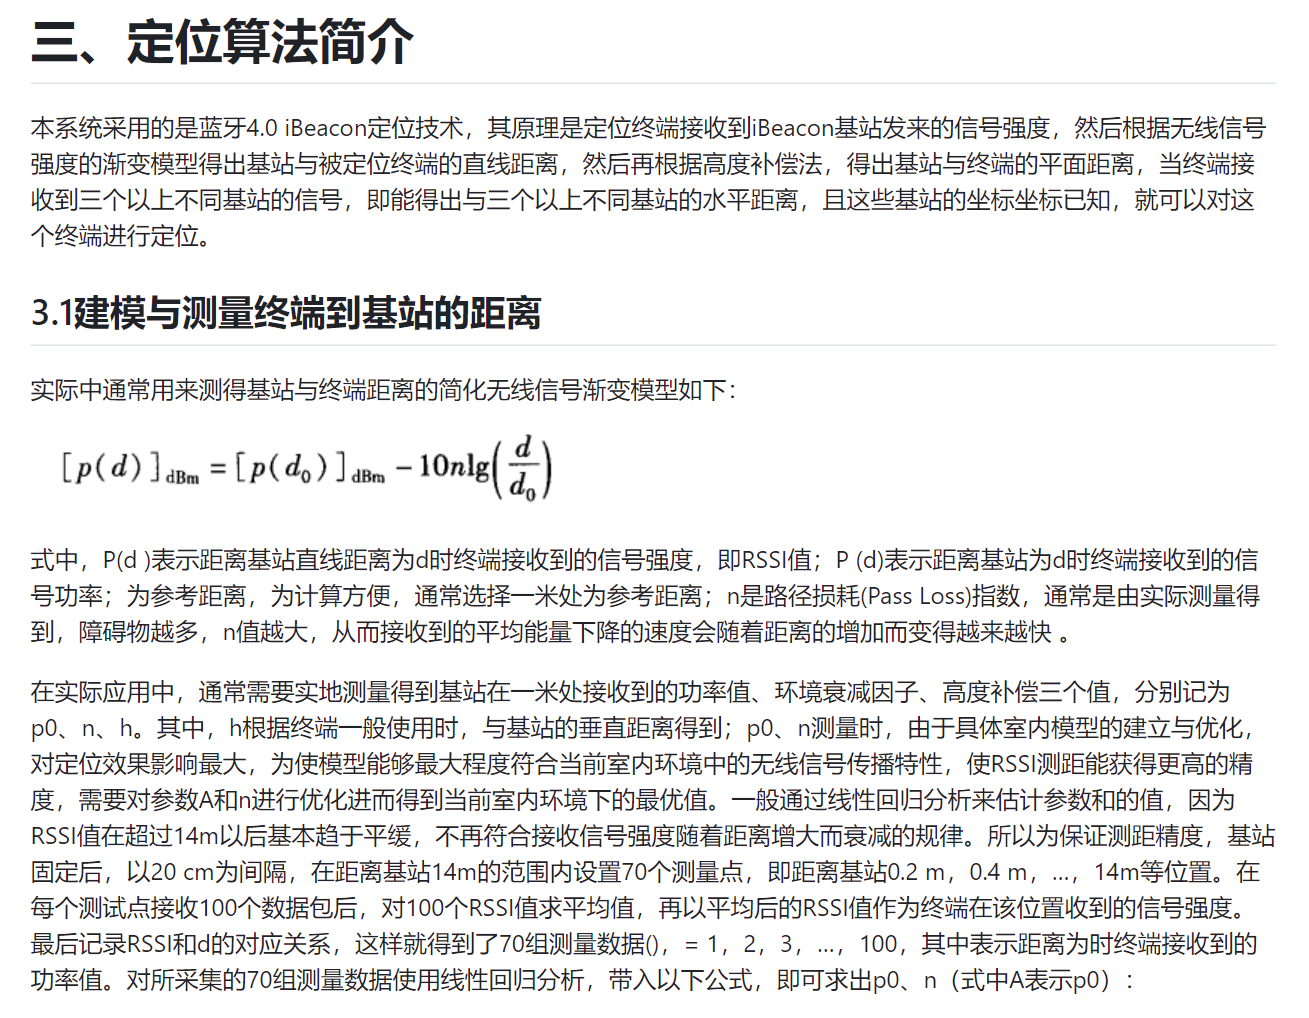 三、定位算法简介
本系统采用的是蓝牙4.0 iBeacon定位技术，其原理是定位终端接收到iBeacon基站发来的信号强度，然后根据无线信号
强度的渐变模型得出基站与被定位终端的直线距离，然后再根据高度补偿法，得出基站与终端的平面距离，当终端接
收到三个以上不同基站的信号，即能得出与三个以上不同基站的水平距离，且这些基站的坐标坐标已知，就可以对这
个终端进行定位。
3.1建模与测量终端到基站的距离
实际中通常用来测得基站与终端距离的简化无线信号渐变模型如下：
[p(d)]dBm = [p(d0)]dBm − 10nlg(d/d0)
式中，P(d )表示距离基站直线距离为d时终端接收到的信号强度，即RSSI值；P (d)表示距离基站为d时终端接收到的信
号功率；为参考距离，为计算方便，通常选择一米处为参考距离；n是路径损耗(Pass Loss)指数，通常是由实际测量得
到，障碍物越多，n值越大，从而接收到的平均能量下降的速度会随着距离的增加而变得越来越快 。
在实际应用中，通常需要实地测量得到基站在一米处接收到的功率值、环境衰减因子、高度补偿三个值，分别记为
p0、n、h。其中，h根据终端一般使用时，与基站的垂直距离得到；p0、n测量时，由于具体室内模型的建立与优化，
对定位效果影响最大，为使模型能够最大程度符合当前室内环境中的无线信号传播特性，使RSSI测距能获得更高的精
度，需要对参数A和n进行优化进而得到当前室内环境下的最优值。一般通过线性回归分析来估计参数和的值，因为
RSSI值在超过14m以后基本趋于平缓，不再符合接收信号强度随着距离增大而衰减的规律。所以为保证测距精度，基站
固定后，以20 cm为间隔，在距离基站14m的范围内设置70个测量点，即距离基站0.2 m，0.4 m，...，14m等位置。在
每个测试点接收100个数据包后，对100个RSSI值求平均值，再以平均后的RSSI值作为终端在该位置收到的信号强度。
最后记录RSSI和d的对应关系，这样就得到了70组测量数据()，= 1，2，3，...，100，其中表示距离为时终端接收到的
功率值。对所采集的70组测量数据使用线性回归分析，带入以下公式，即可求出p0、n（式中A表示p0）：